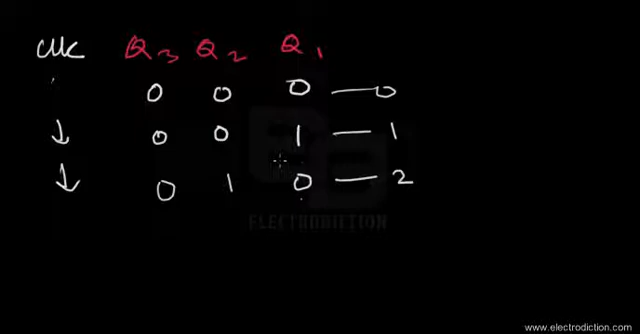 Clk Q3 Q2 Q1
0 0 0 — 0
↓ 0 0 1 — 1
↓ 0 1 0 — 2
ELECTRODICTION
www.electrodiction.com